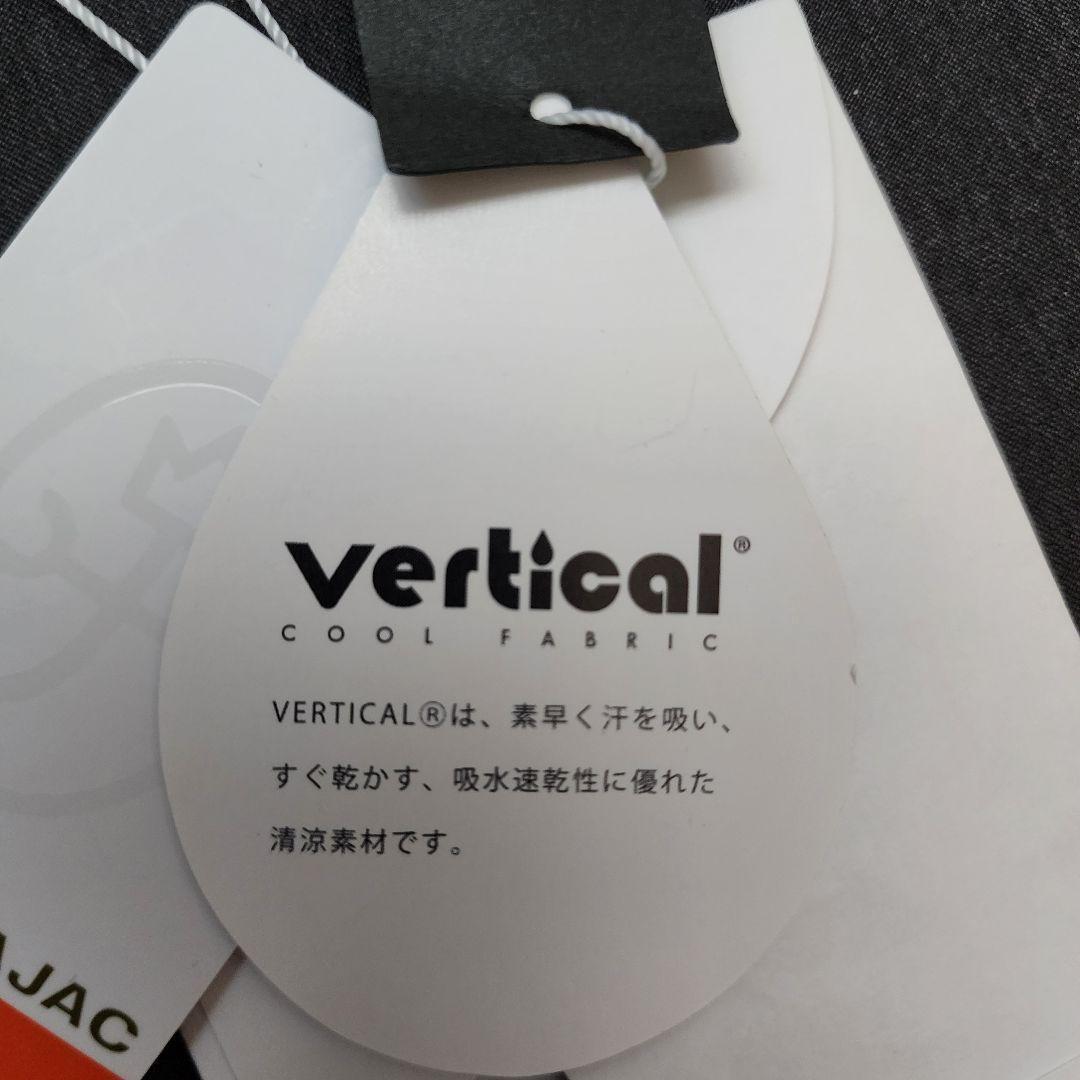 vertical®
COOL FABRIC
VERTICAL®は、素早く汗を吸い、
すぐ乾かす、吸水速乾性に優れた
清涼素材です。
AJAC